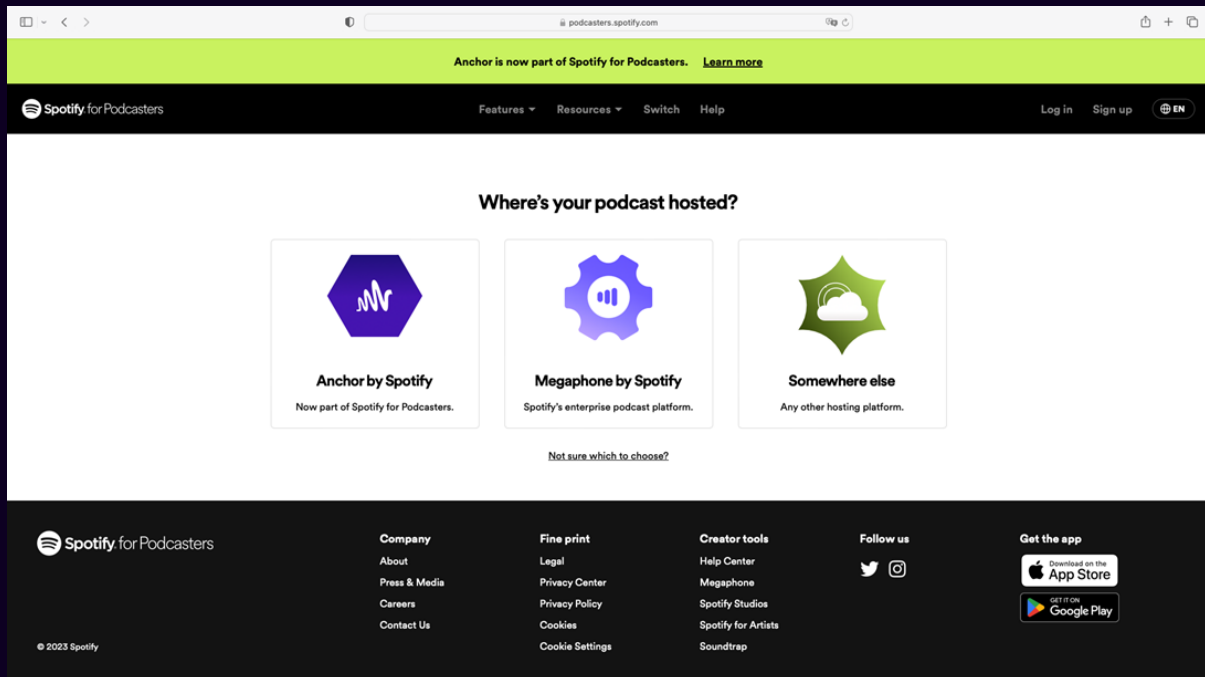 podcasters.spotify.com
Anchor is now part of Spotify for Podcasters. Learn more
Spotify for Podcasters Features Resources Switch Help Log in Sign up EN
Where's your podcast hosted?
Anchor by Spotify
Now part of Spotify for Podcasters.
Megaphone by Spotify
Spotify's enterprise podcast platform.
Somewhere else
Any other hosting platform.
Not sure which to choose?
Spotify for Podcasters
Company
About
Press & Media
Careers
Contact Us
Fine print
Legal
Privacy Center
Privacy Policy
Cookies
Cookie Settings
Creator tools
Help Center
Megaphone
Spotify Studios
Spotify for Artists
Soundtrap
Follow us
Get the app
Download on the
App Store
GET IT ON
Google Play
© 2023 Spotify